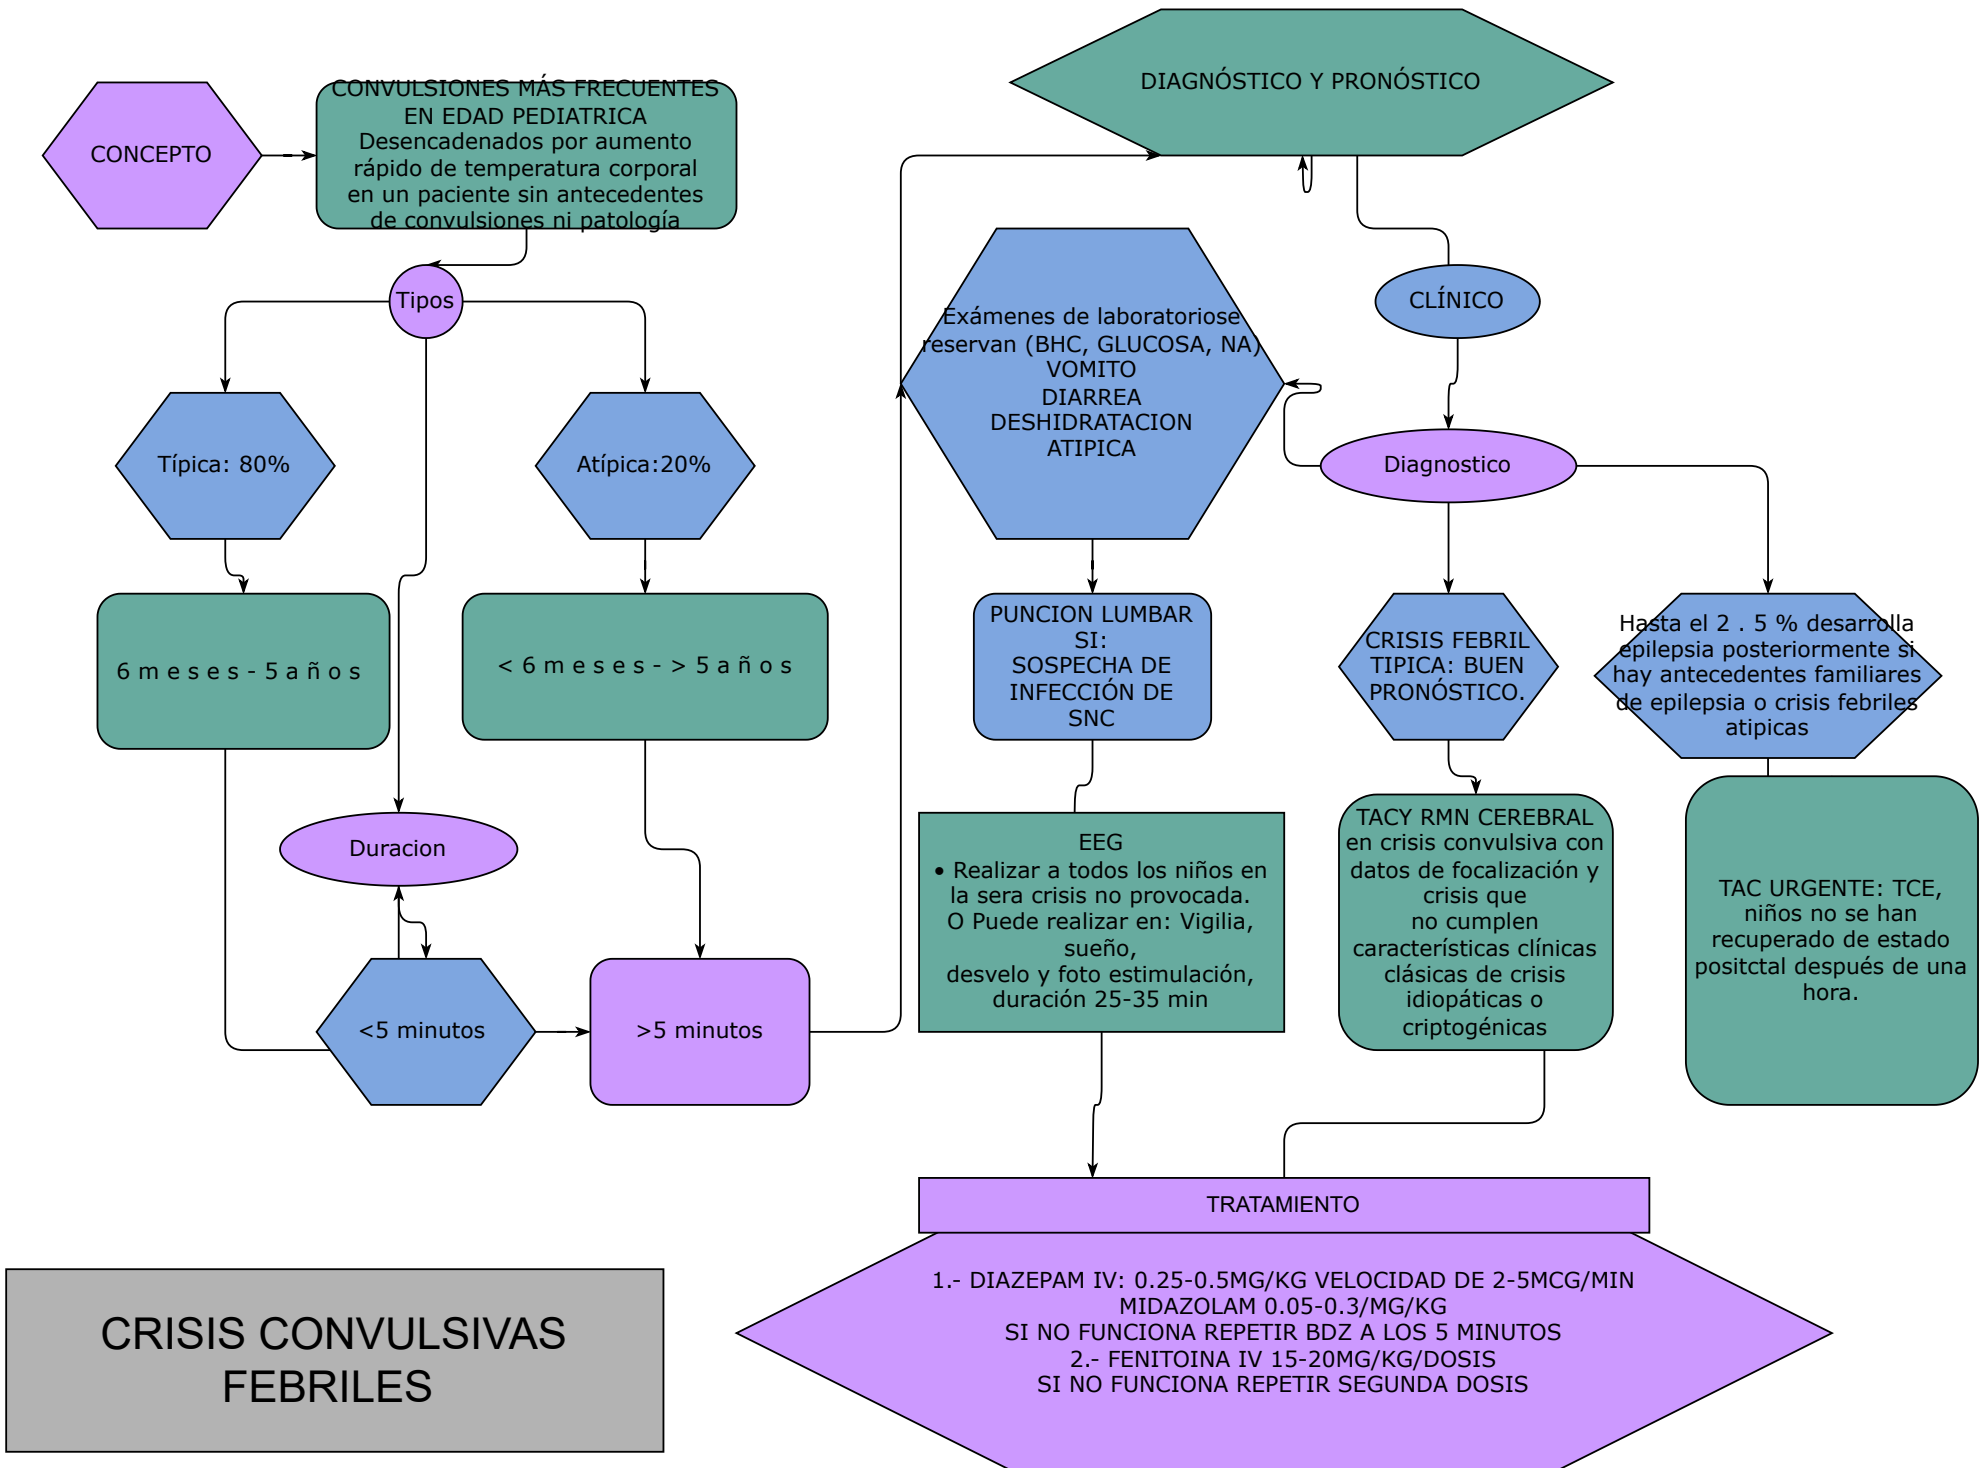 CONCEPTO
CONVULSIONES MÁS FRECUENTES
EN EDAD PEDIATRICA
Desencadenados por aumento
rápido de temperatura corporal
en un paciente sin antecedentes
de convulsiones ni patología
Tipos
Típica: 80%
Atípica:20%
6 m e s e s - 5 a ñ o s
< 6 m e s e s - > 5 a ñ o s
Duracion
<5 minutos
>5 minutos
DIAGNÓSTICO Y PRONÓSTICO
CLÍNICO
Diagnostico
Exámenes de laboratoriose
reservan (BHC, GLUCOSA, NA)
VOMITO
DIARREA
DESHIDRATACION
ATIPICA
PUNCION LUMBAR
SI:
SOSPECHA DE
INFECCIÓN DE
SNC
CRISIS FEBRIL
TIPICA: BUEN
PRONÓSTICO.
Hasta el 2 . 5 % desarrolla
epilepsia posteriormente si
hay antecedentes familiares
de epilepsia o crisis febriles
atipicas
EEG
• Realizar a todos los niños en
la sera crisis no provocada.
O Puede realizar en: Vigilia,
sueño,
desvelo y foto estimulación,
duración 25-35 min
TACY RMN CEREBRAL
en crisis convulsiva con
datos de focalización y
crisis que
no cumplen
características clínicas
clásicas de crisis
idiopáticas o
criptogénicas
TAC URGENTE: TCE,
niños no se han
recuperado de estado
positctal después de una
hora.
TRATAMIENTO
1.- DIAZEPAM IV: 0.25-0.5MG/KG VELOCIDAD DE 2-5MCG/MIN
MIDAZOLAM 0.05-0.3/MG/KG
SI NO FUNCIONA REPETIR BDZ A LOS 5 MINUTOS
2.- FENITOINA IV 15-20MG/KG/DOSIS
SI NO FUNCIONA REPETIR SEGUNDA DOSIS
CRISIS CONVULSIVAS
FEBRILES